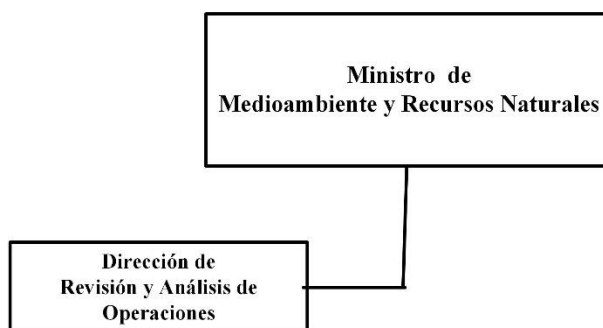 Ministro de
Medioambiente y Recursos Naturales
Dirección de
Revisión y Análisis de
Operaciones